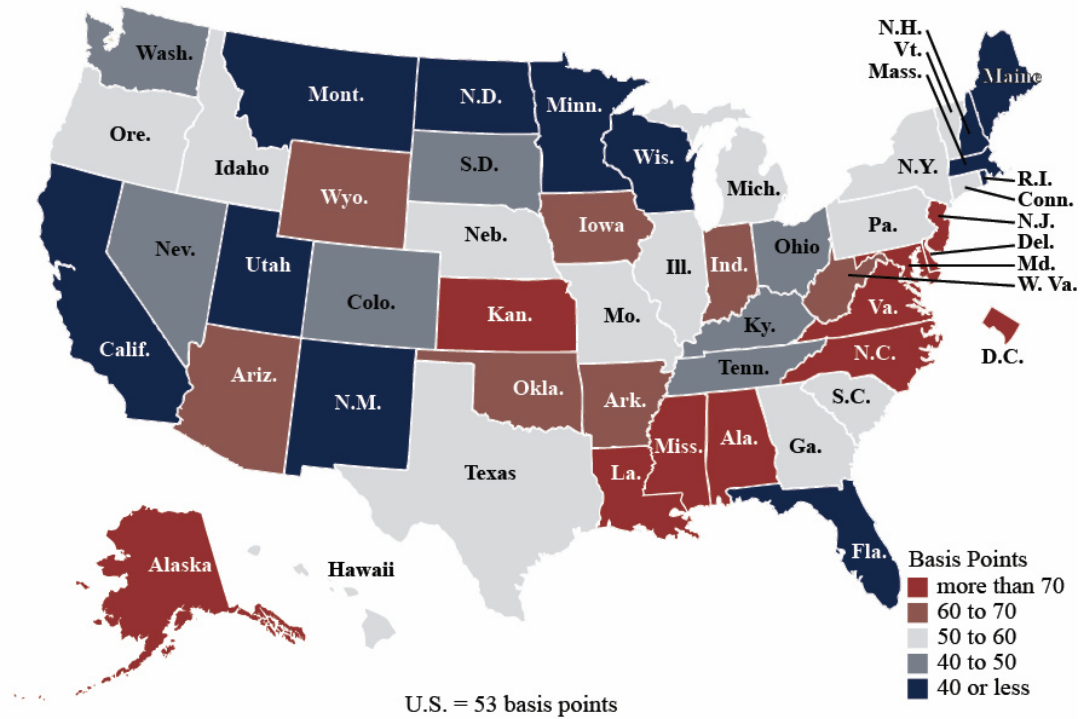 N.H.
Vt.
Mass.
Maine
Wash.
Mont.
N.D.
Minn.
Ore.
Idaho
S.D.
Wis.
N.Y.
R.I.
Conn.
Wyo.
Mich.
N.J.
Iowa
Pa.
Neb.
Nev.
Utah
Ohio
Del.
Ill.
Ind.
Md.
W. Va.
Colo.
Kan.
Mo.
Va.
Calif.
Ky.
N.C.
D.C.
Ariz.
Tenn.
Okla.
N.M.
Ark.
S.C.
Miss.
Ala.
Ga.
Texas
La.
Fla.
Alaska
Hawaii
Basis Points
more than 70
60 to 70
50 to 60
40 to 50
40 or less
U.S. = 53 basis points